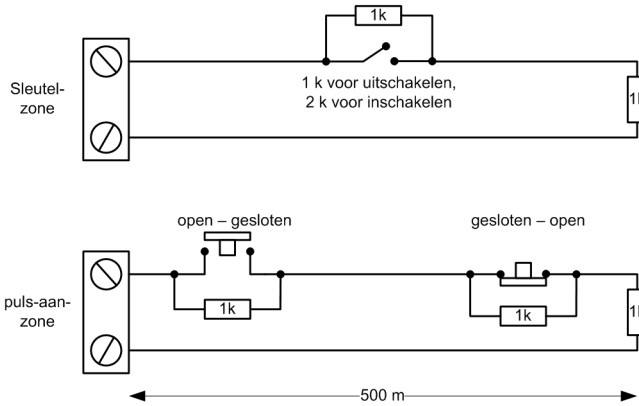 1k
Sleutel-
zone
1 k voor uitschakelen,
2 k voor inschakelen
open – gesloten
gesloten – open
puls-aan-
zone
1k
1k
500 m